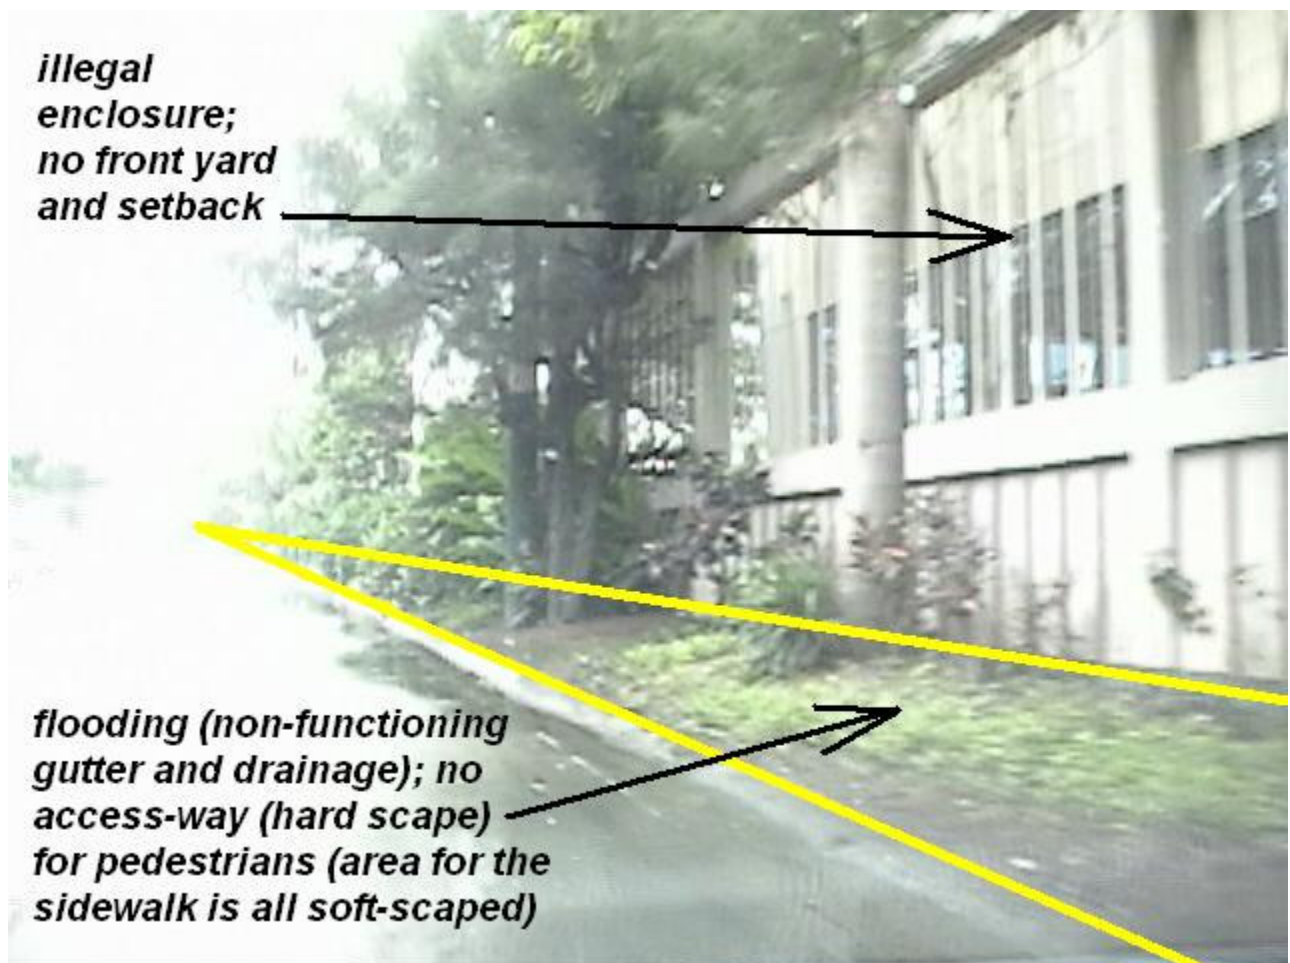 illegal
enclosure;
no front yard
and setback
flooding (non-functioning
gutter and drainage); no
access-way (hard scape)
for pedestrians (area for the
sidewalk is all soft-scaped)